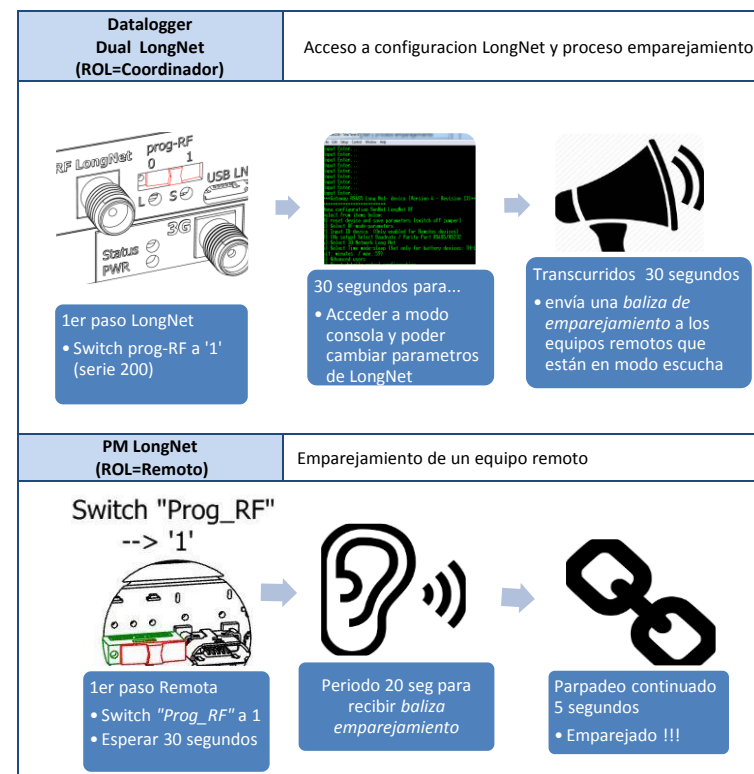 Datalogger
Dual LongNet
(ROL=Coordinador)
Acceso a configuracion LongNet y proceso emparejamiento
RF LongNet
prog-RF
0 1
USB LN
L S
3G
Status
PWR
1er paso LongNet
• Switch prog-RF a '1'
(serie 200)
30 segundos para...
• Acceder a modo
consola y poder
cambiar parametros
de LongNet
Transcurridos 30 segundos
• envía una baliza de
emparejamiento a los
equipos remotos que
están en modo escucha
PM LongNet
(ROL=Remoto)
Emparejamiento de un equipo remoto
Switch "Prog_RF"
--> '1'
1er paso Remota
• Switch "Prog_RF" a 1
• Esperar 30 segundos
Periodo 20 seg para
recibir baliza
emparejamiento
Parpadeo continuado
5 segundos
• Emparejado !!!